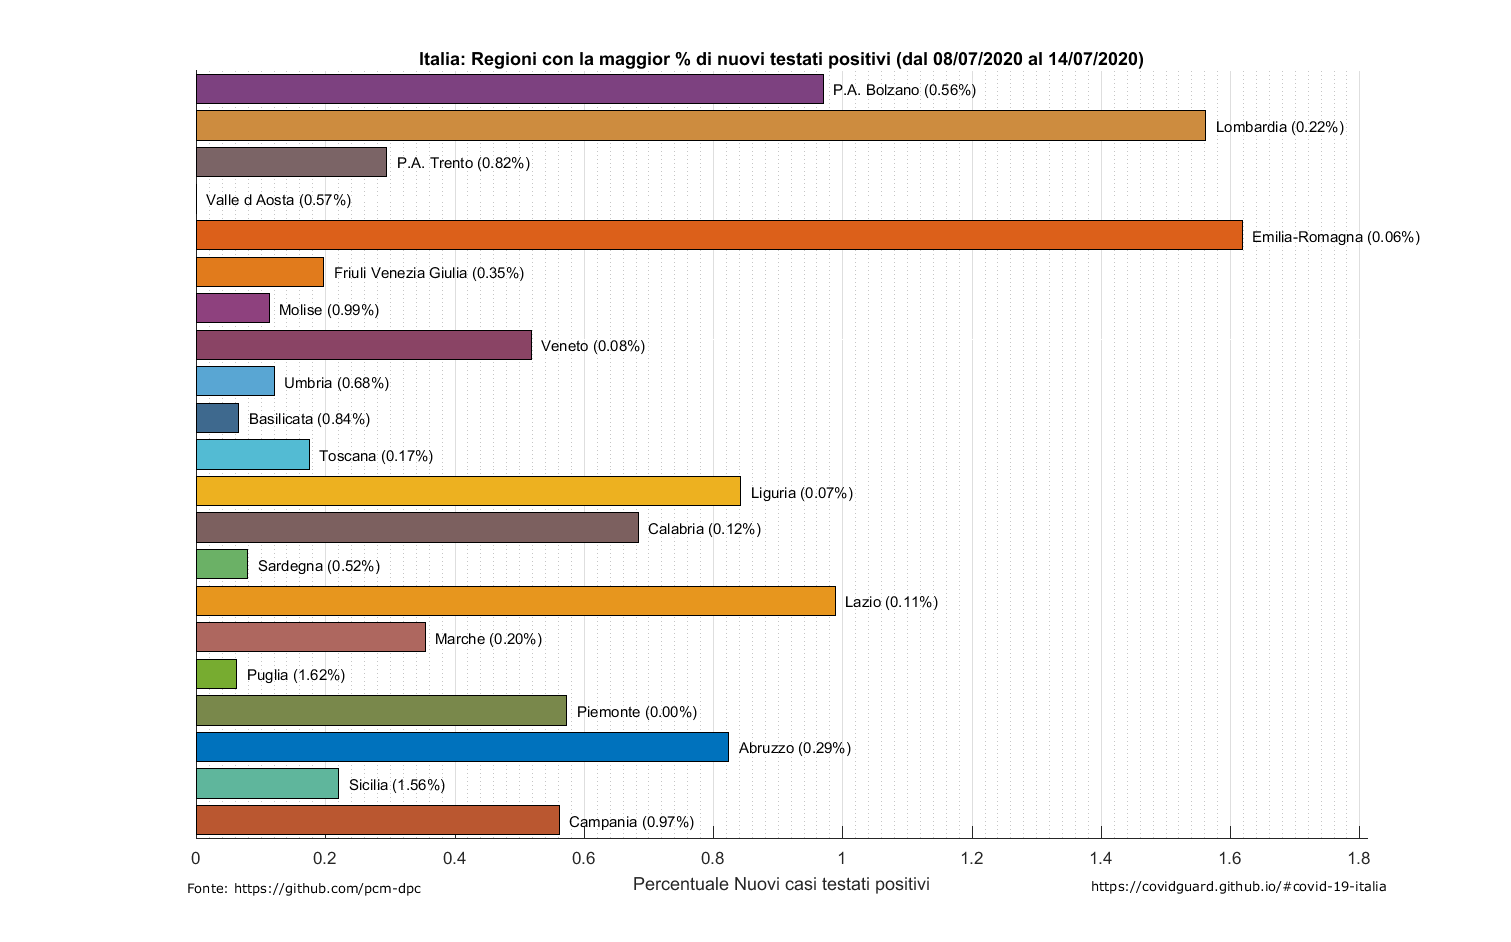 Italia: Regioni con la maggior % di nuovi testati positivi (dal 08/07/2020 al 14/07/2020)
P.A. Bolzano (0.56%)
Lombardia (0.22%)
P.A. Trento (0.82%)
Valle d Aosta (0.57%)
Emilia-Romagna (0.06%)
Friuli Venezia Giulia (0.35%)
Molise (0.99%)
Veneto (0.08%)
Umbria (0.68%)
Basilicata (0.84%)
Toscana (0.17%)
Liguria (0.07%)
Calabria (0.12%)
Sardegna (0.52%)
Lazio (0.11%)
Marche (0.20%)
Puglia (1.62%)
Piemonte (0.00%)
Abruzzo (0.29%)
Sicilia (1.56%)
Campania (0.97%)
0 0.2 0.4 0.6 0.8 1 1.2 1.4 1.6 1.8
Percentuale Nuovi casi testati positivi
Fonte: https://github.com/pcm-dpc
https://covidguard.github.io/#covid-19-italia